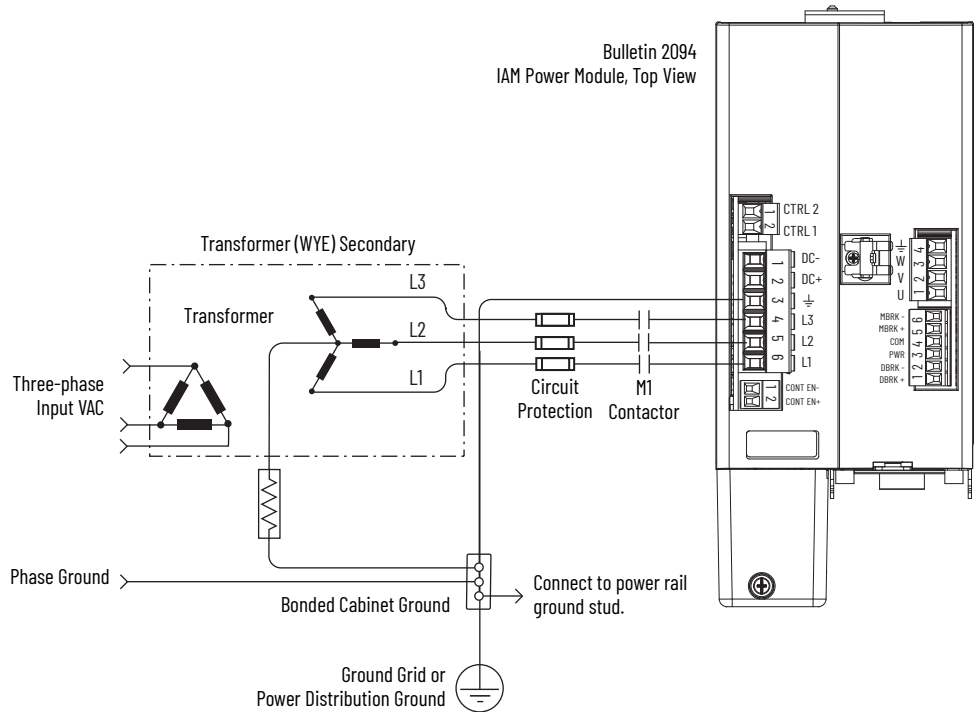 Bulletin 2094
IAM Power Module, Top View
CTRL 2
CTRL 1
1
2
Transformer (WYE) Secondary
DC-
DC+
L3
L2
L1
1
2
3
4
5
6
W
V
U
4
3
2
1
MBRK -
MBRK +
COM
PWR
DBRK -
DBRK +
6
5
4
3
2
1
CONT EN-
CONT EN+
1
2
L3
Transformer
L2
L1
Three-phase
Input VAC
Circuit
Protection
M1
Contactor
Phase Ground
Bonded Cabinet Ground
Connect to power rail
ground stud.
Ground Grid or
Power Distribution Ground